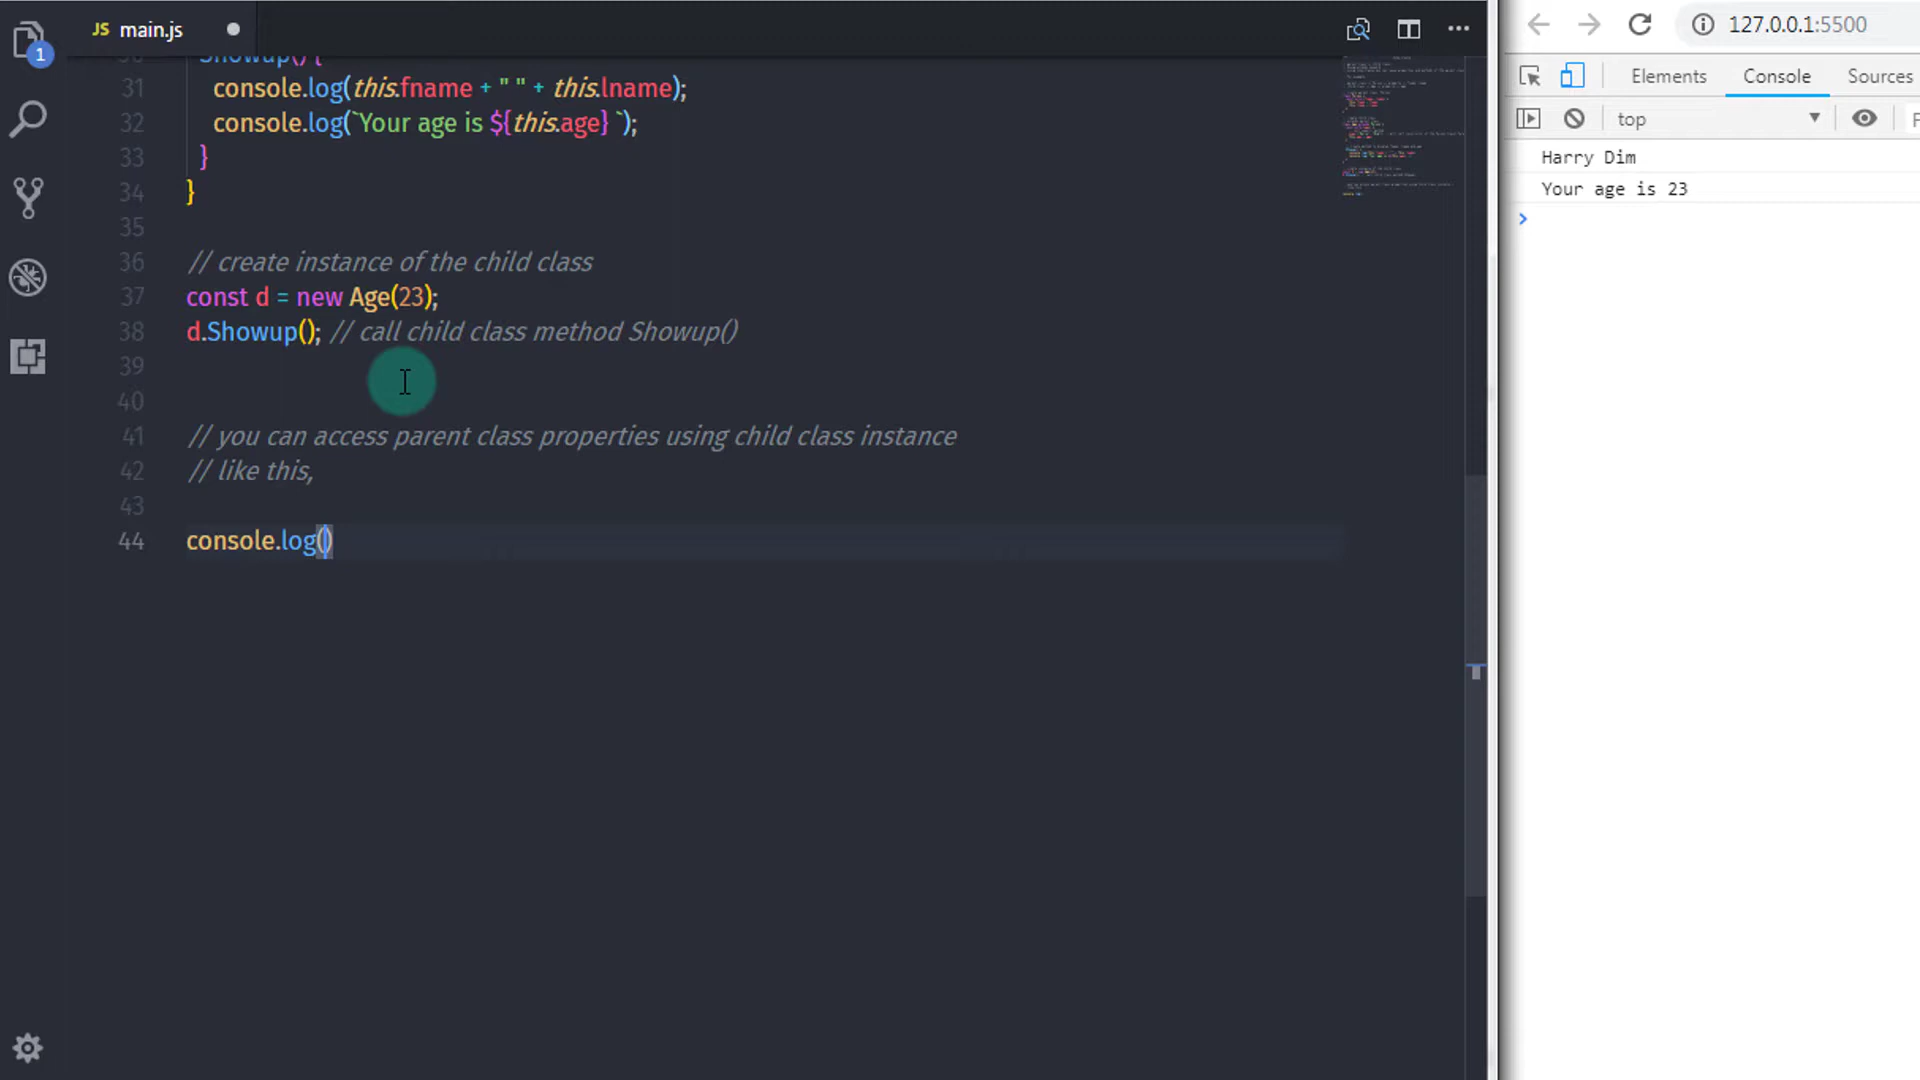 JS main.js
1
Showup() {
31 console.log(this.fname + " " + this.lname);
32 console.log(`Your age is ${this.age} `);
33 }
34 }
35
36 // create instance of the child class
37 const d = new Age(23);
38 d.Showup(); // call child class method Showup()
39
40
41 // you can access parent class properties using child class instance
42 // like this,
43
44 console.log()
127.0.0.1:5500
Elements Console Sources
top
Harry Dim
Your age is 23